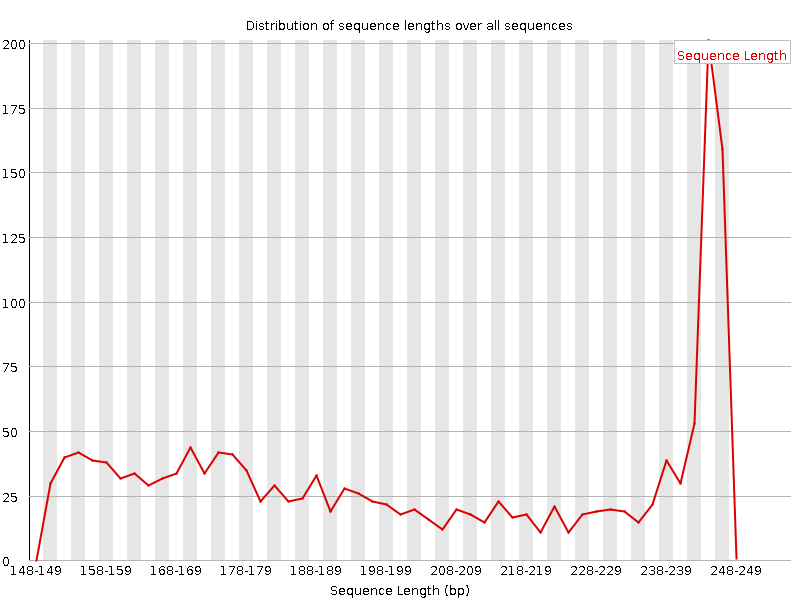 Distribution of sequence lengths over all sequences
200
Sequence Length
175
150
125
100
75
50
25
0
148-149 158-159 168-169 178-179 188-189 198-199 208-209 218-219 228-229 238-239 248-249
Sequence Length (bp)